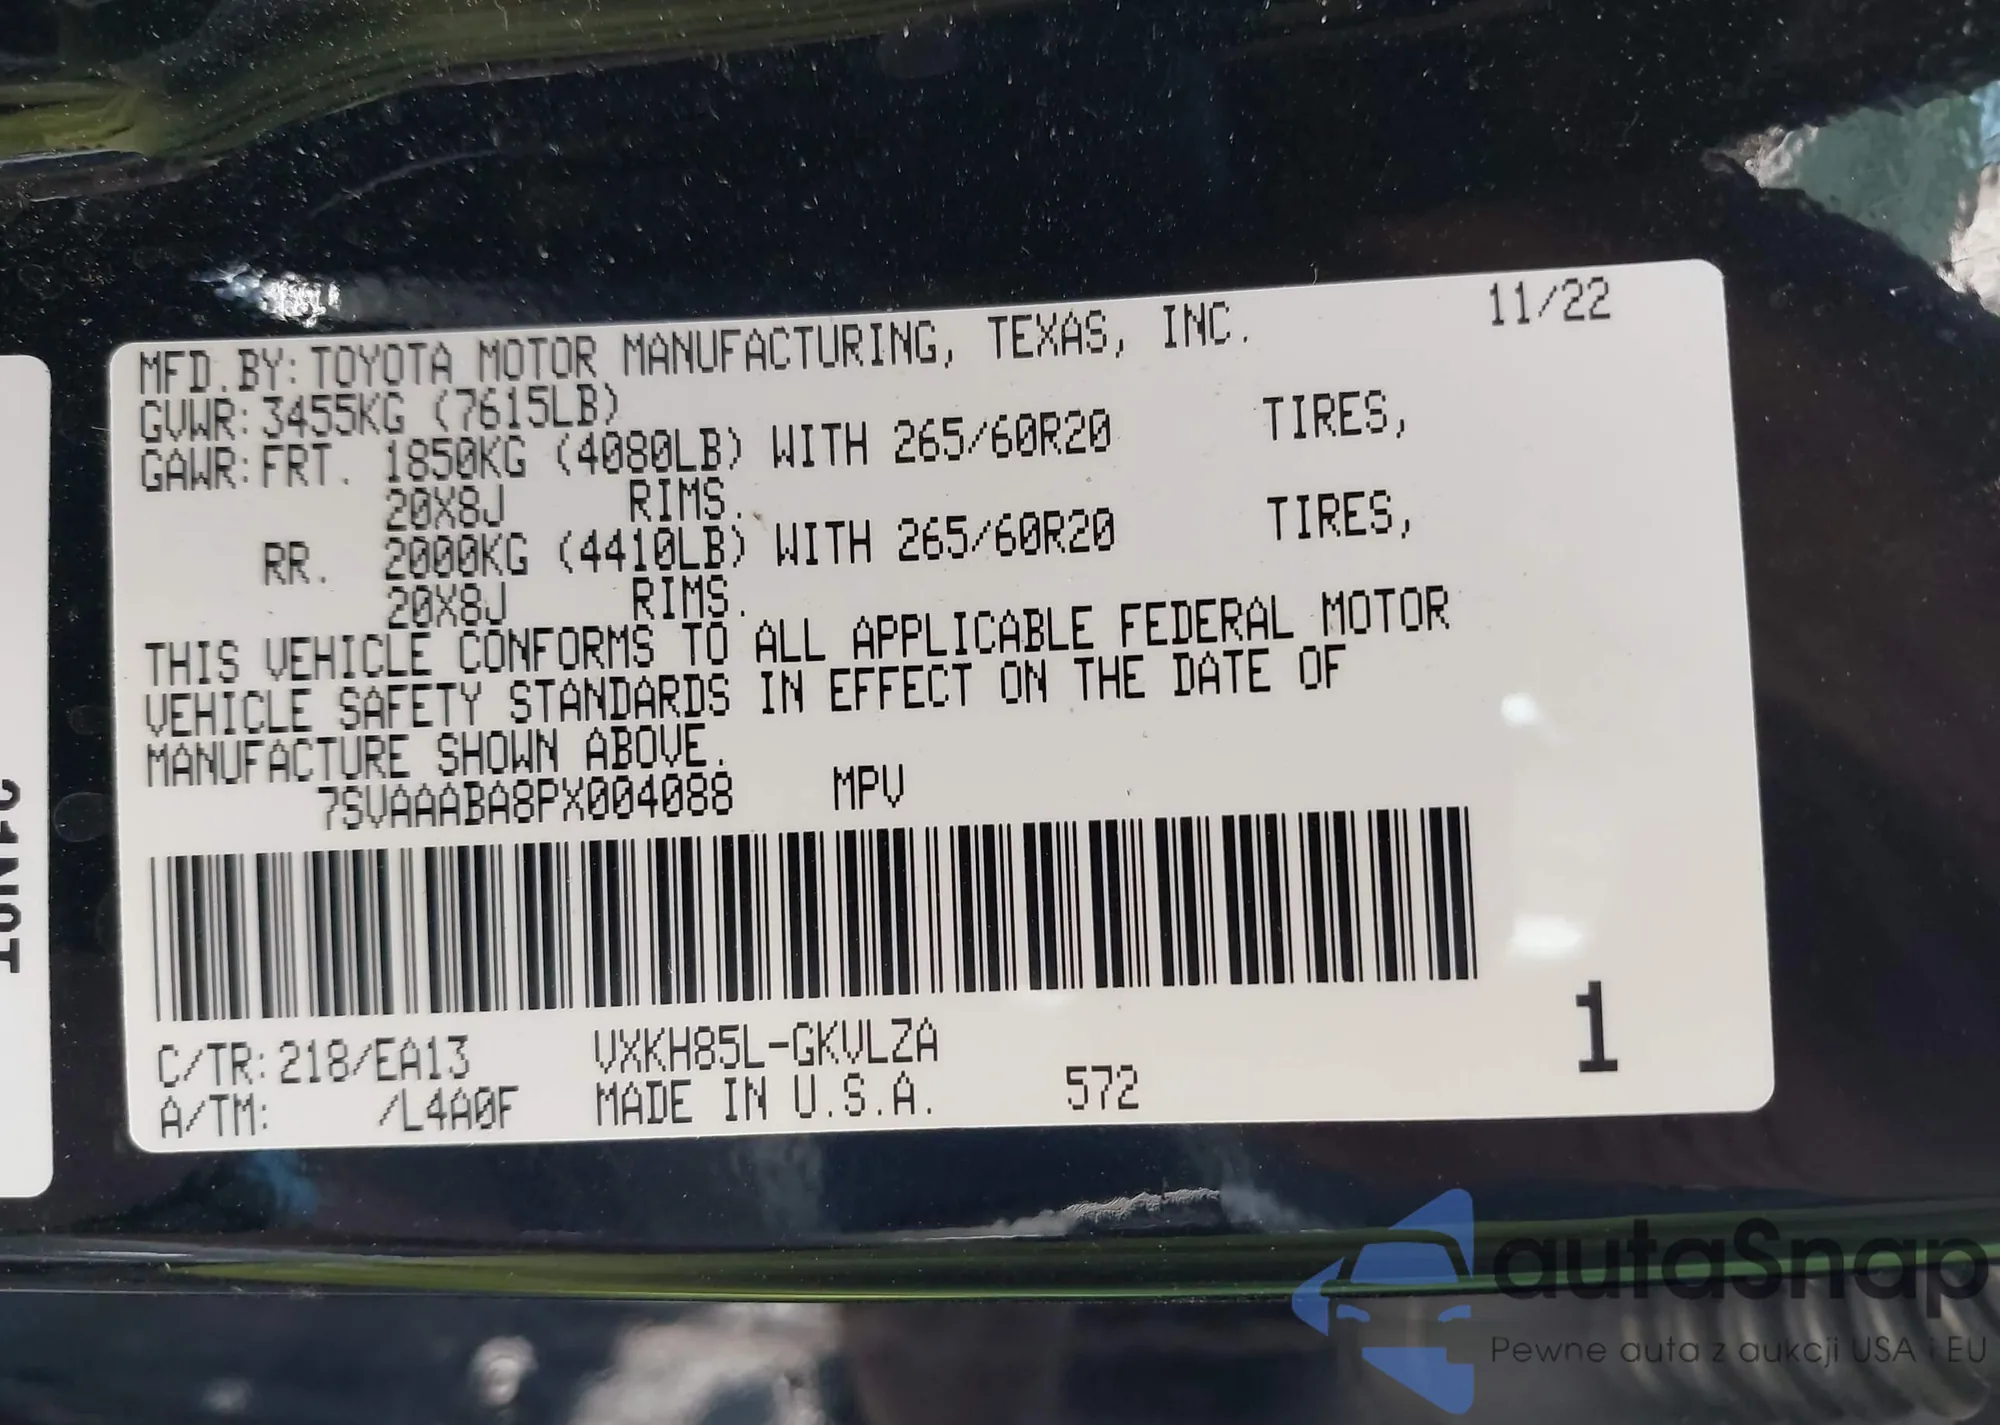 MFD.BY: TOYOTA MOTOR MANUFACTURING, TEXAS, INC. 11/22
GVWR: 3455KG (7615LB)
GAWR: FRT. 1850KG (4080LB) WITH 265/60R20 TIRES,
20X8J RIMS.
RR. 2000KG (4410LB) WITH 265/60R20 TIRES,
20X8J RIMS.
THIS VEHICLE CONFORMS TO ALL APPLICABLE FEDERAL MOTOR
VEHICLE SAFETY STANDARDS IN EFFECT ON THE DATE OF
MANUFACTURE SHOWN ABOVE.
7SVAAABA8PX004088 MPV
C/TR: 218/EA13 VXKH85L-GKVLZA
A/TM: /L4A0F MADE IN U.S.A. 572 1
autaSnap
Pewne auta z aukcji USA i EU